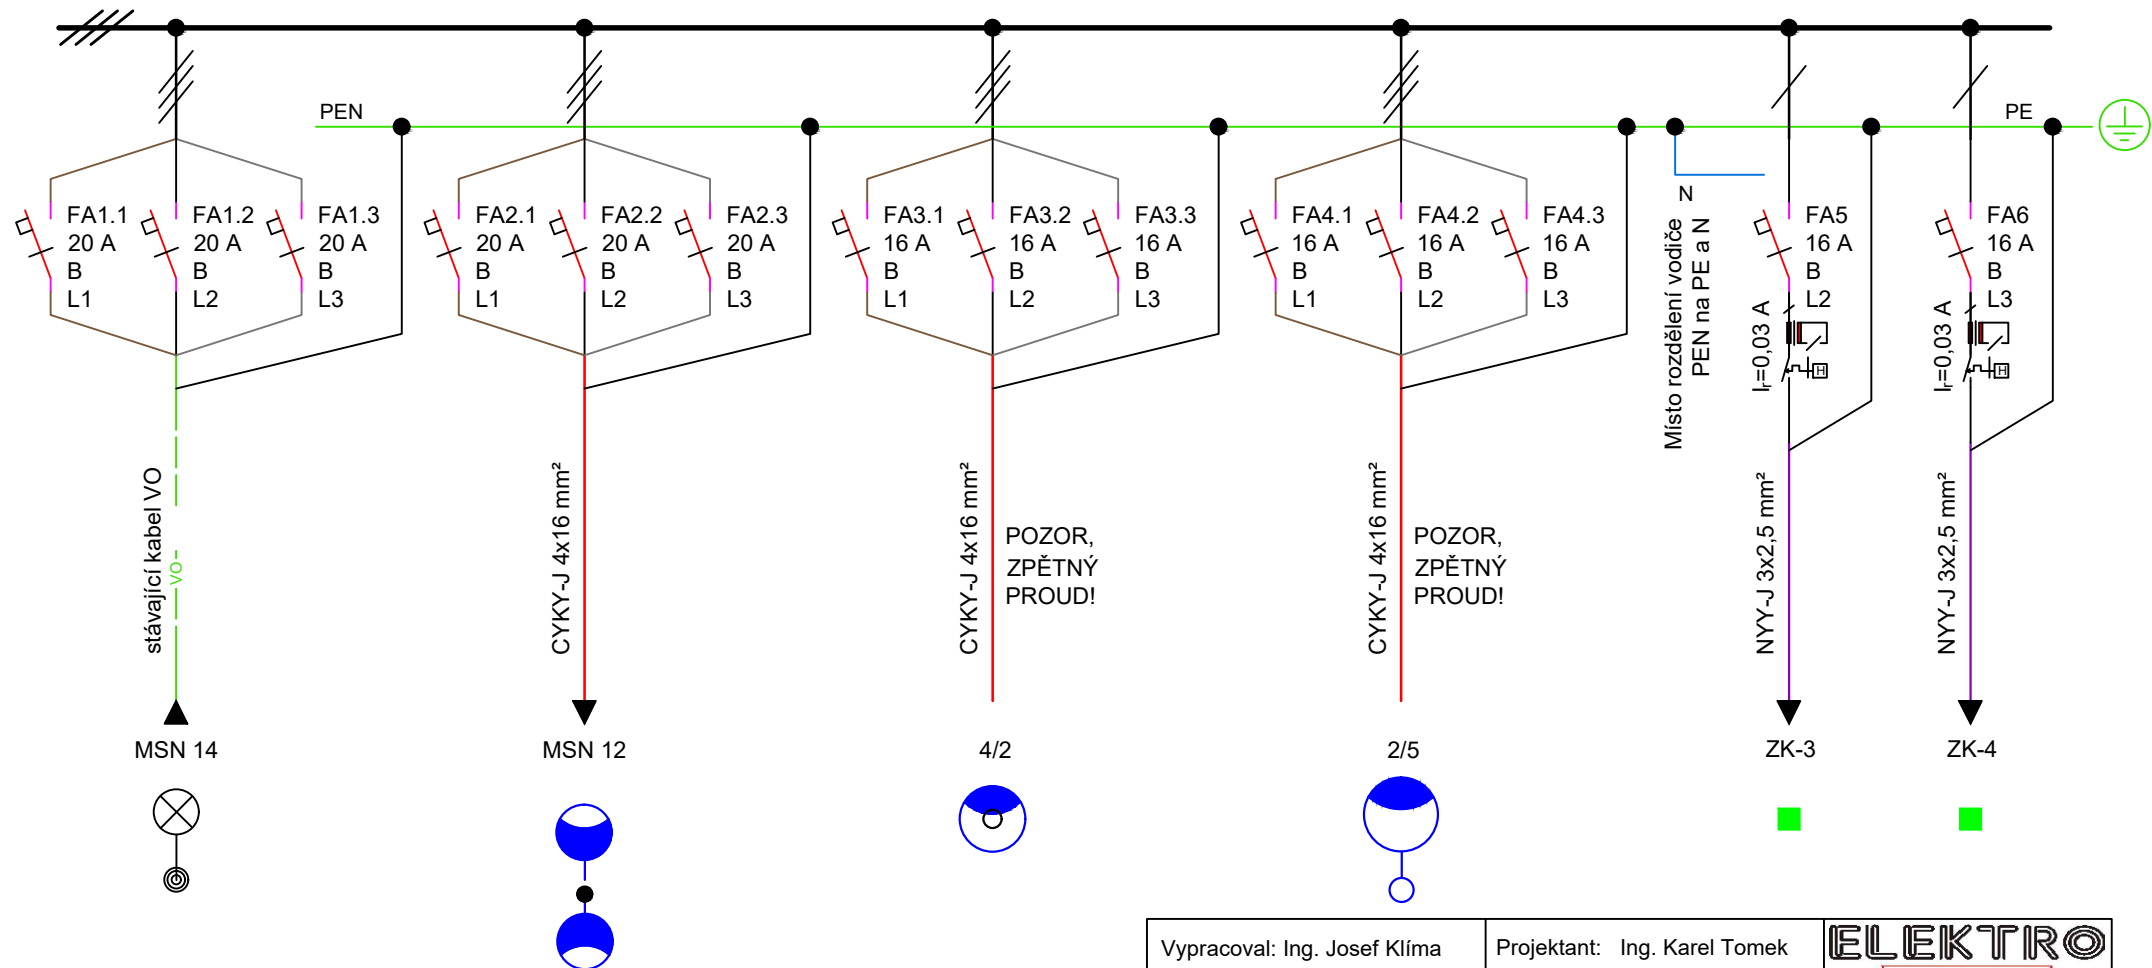 PEN
PE
FA1.1
20 A
B
L1
FA1.2
20 A
B
L2
FA1.3
20 A
B
L3
FA2.1
20 A
B
L1
FA2.2
20 A
B
L2
FA2.3
20 A
B
L3
FA3.1
16 A
B
L1
FA3.2
16 A
B
L2
FA3.3
16 A
B
L3
FA4.1
16 A
B
L1
FA4.2
16 A
B
L2
FA4.3
16 A
B
L3
N
Místo rozdělení vodiče
PEN na PE a N
FA5
16 A
B
L2
Ir=0,03 A
H
FA6
16 A
B
L3
Ir=0,03 A
H
stávající kabel VO
VO
CYKY-J 4x16 mm²
CYKY-J 4x16 mm²
POZOR,
ZPĚTNÝ
PROUD!
CYKY-J 4x16 mm²
POZOR,
ZPĚTNÝ
PROUD!
NYY-J 3x2,5 mm²
NYY-J 3x2,5 mm²
MSN 14
MSN 12
4/2
2/5
ZK-3
ZK-4
Vypracoval: Ing. Josef Klíma
Projektant: Ing. Karel Tomek
ELEKTRO